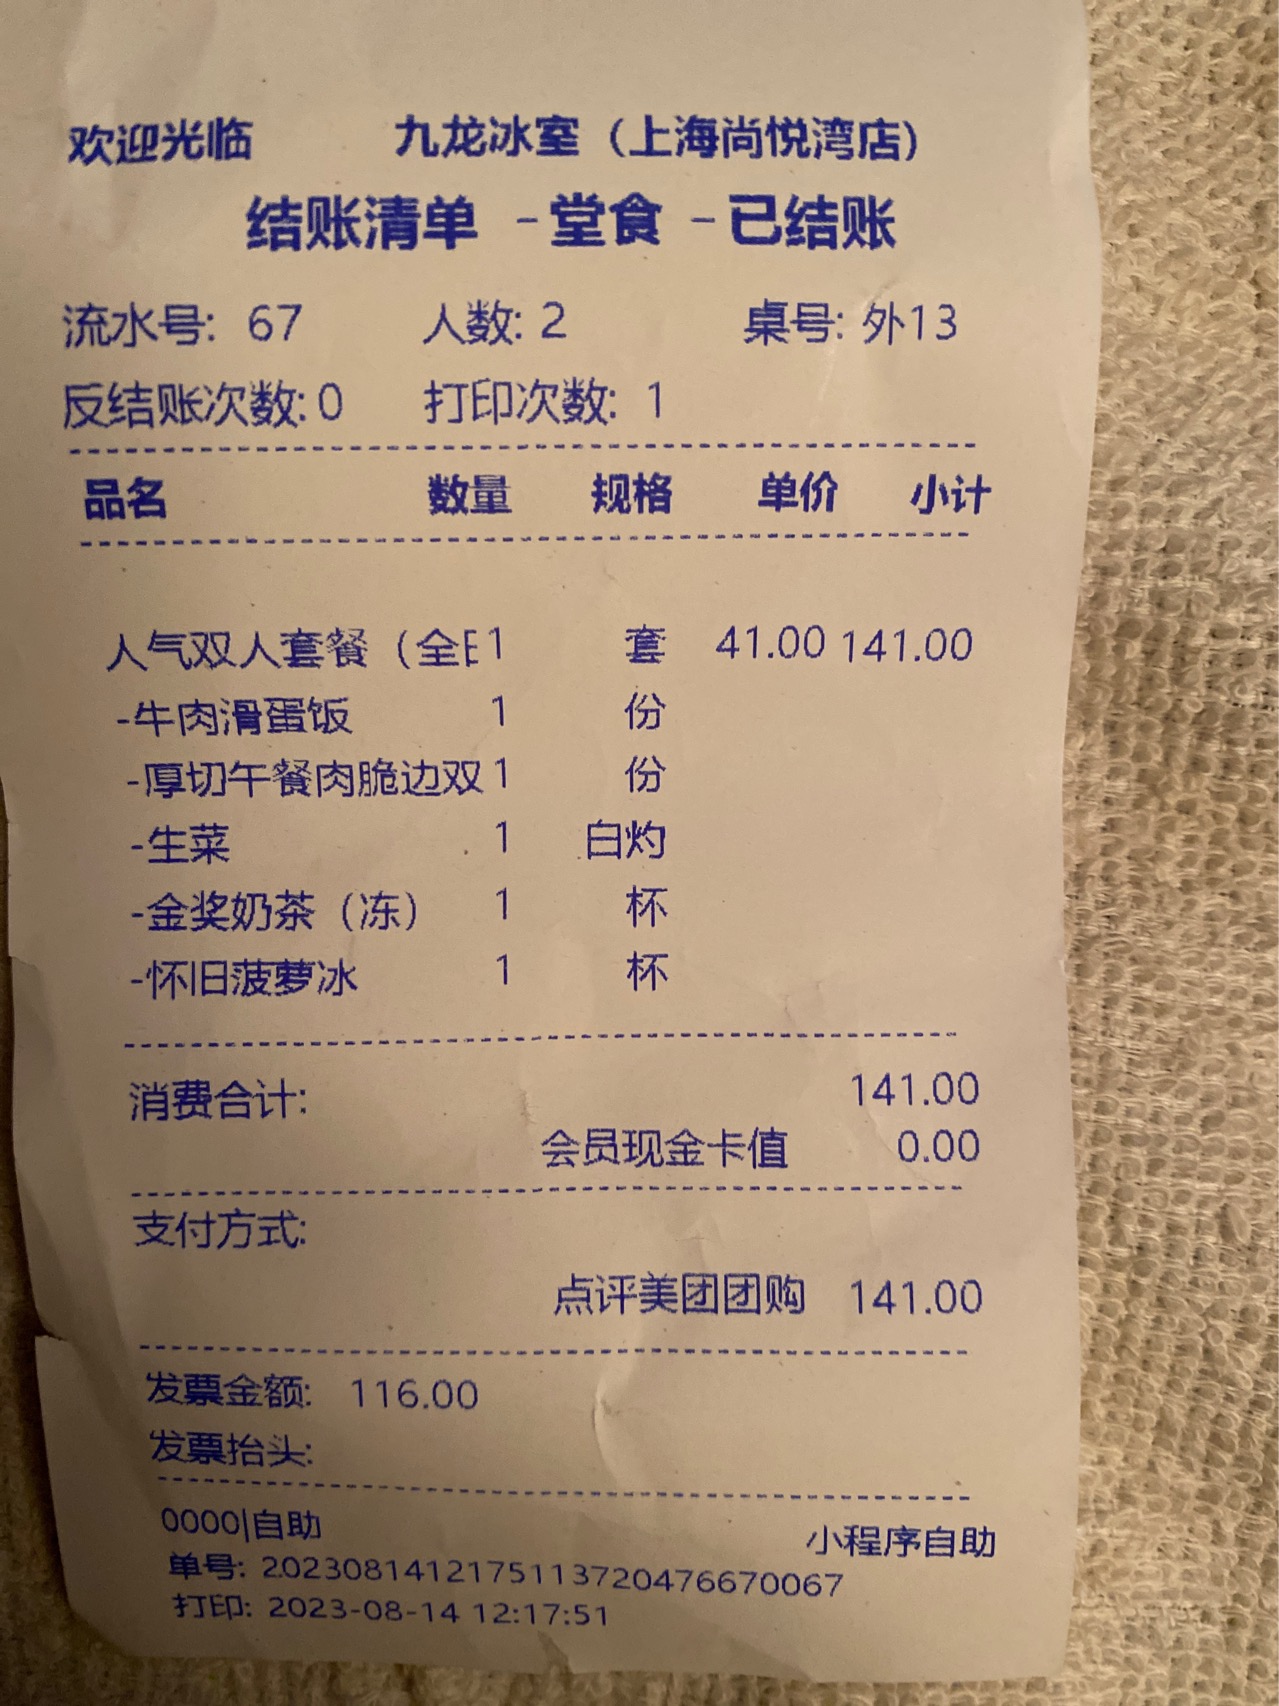 欢迎光临 九龙冰室（上海尚悦湾店）
结账清单 -堂食 -已结账
流水号: 67 人数: 2 桌号: 外13
反结账次数: 0 打印次数: 1
品名 数量 规格 单价 小计
人气双人套餐（全日 1 套 41.00 141.00
-牛肉滑蛋饭 1 份
-厚切午餐肉脆边双 1 份
-生菜 1 白灼
-金奖奶茶（冻） 1 杯
-怀旧菠萝冰 1 杯
消费合计: 141.00
会员现金卡值 0.00
支付方式:
点评美团团购 141.00
发票金额: 116.00
发票抬头:
0000|自助 小程序自助
单号: 2023081412175113720476670067
打印: 2023-08-14 12:17:51